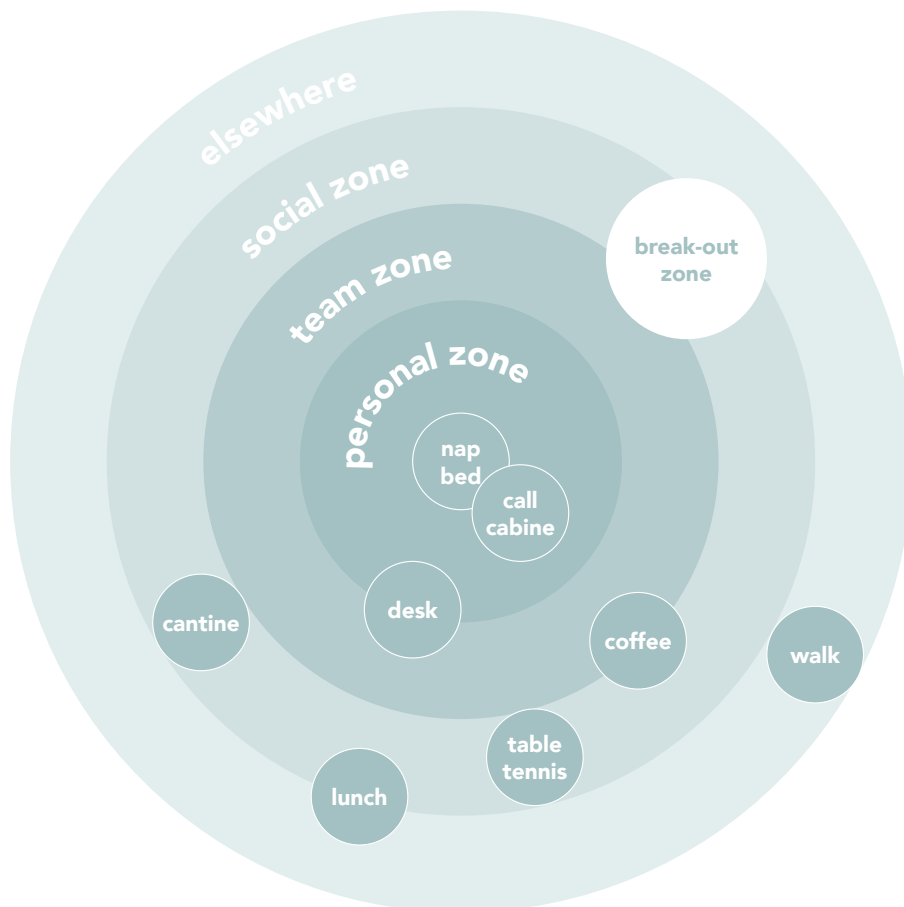 elsewhere
social zone
team zone
personal zone
break-out
zone
nap
bed
call
cabine
desk
cantine
coffee
walk
table
tennis
lunch